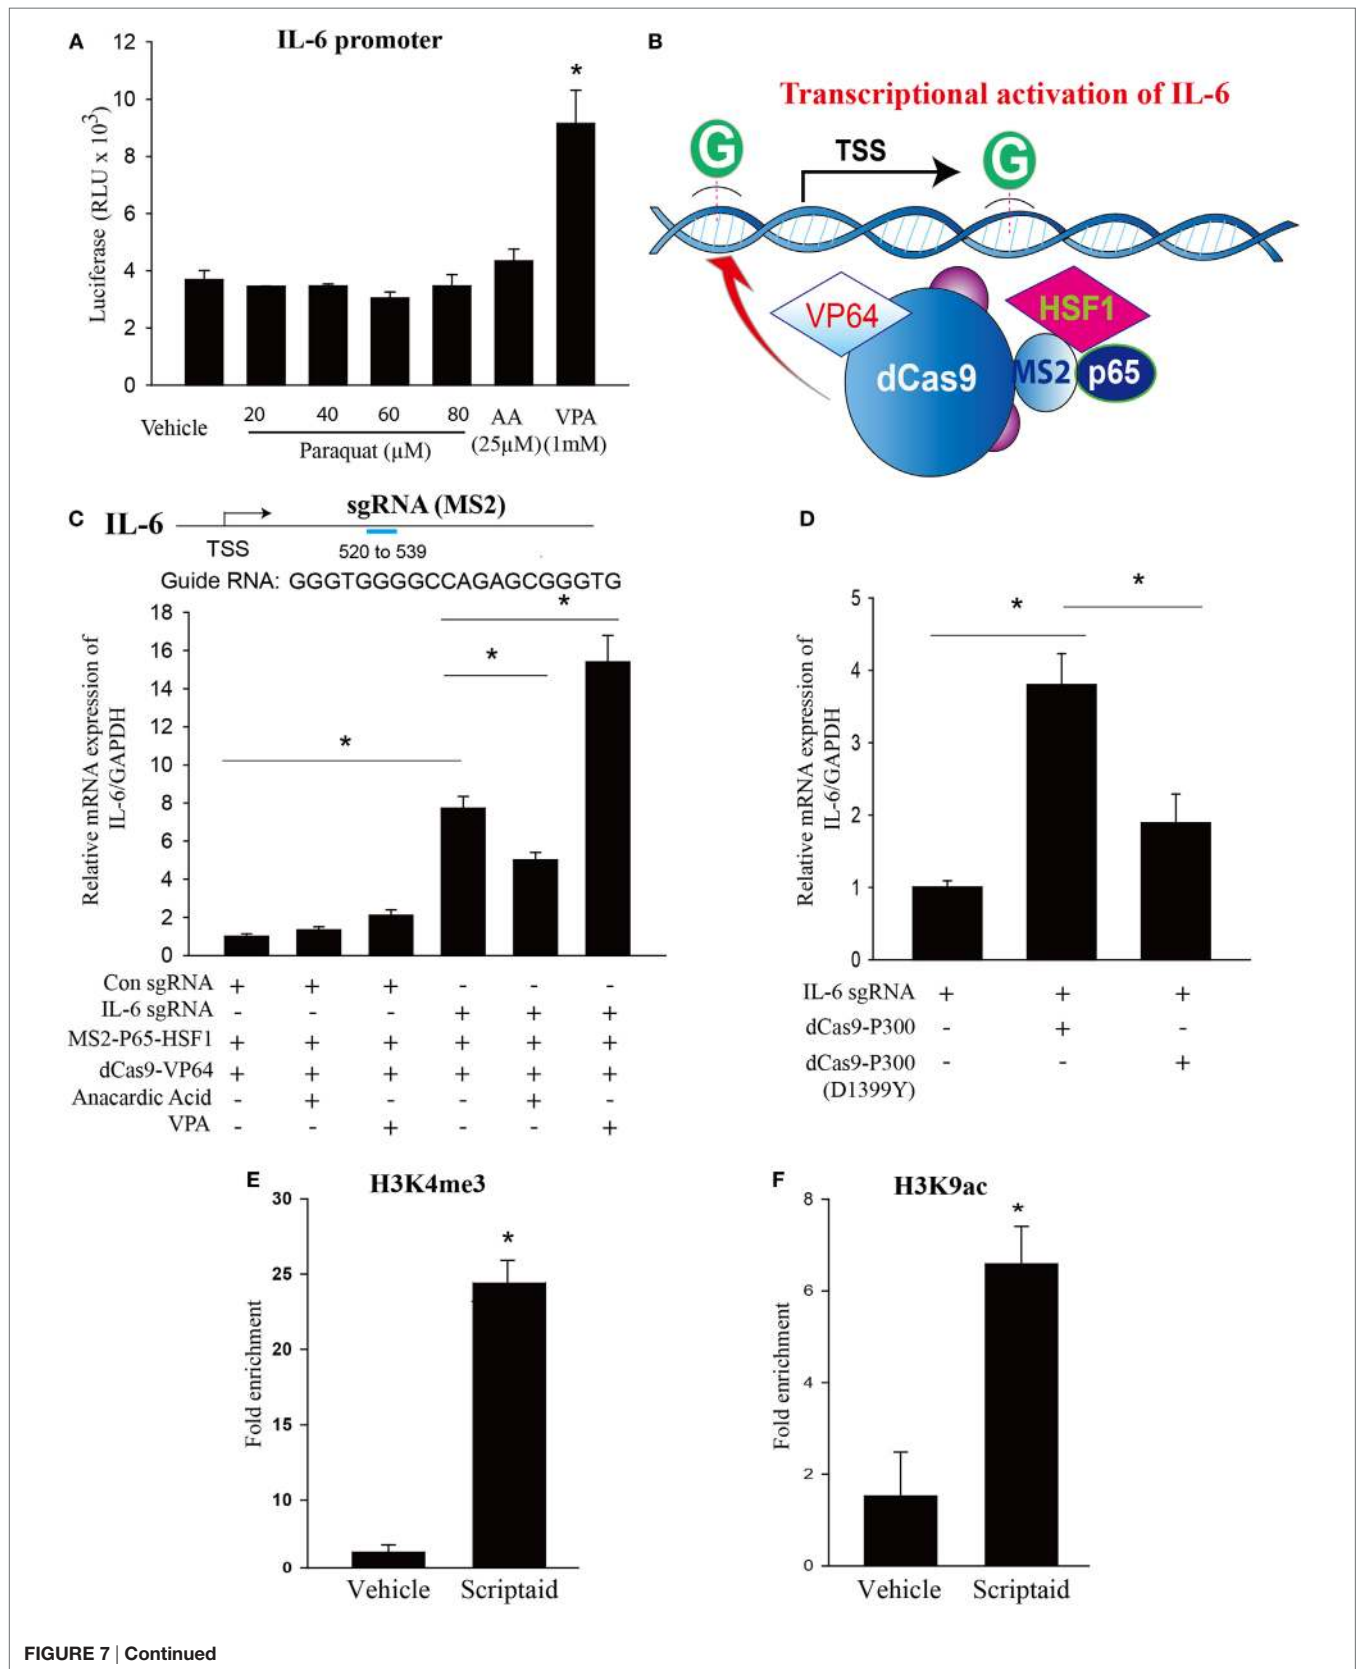 A
IL-6 promoter
Luciferase (RLU x 10³)
12
10
8
6
4
2
0
*
Vehicle
20 40 60 80
Paraquat (µM)
AA
(25µM)
VPA
(1mM)
B
Transcriptional activation of IL-6
G
TSS
G
VP64
dCas9
HSF1
MS2
p65
C
IL-6
sgRNA (MS2)
TSS
520 to 539
Guide RNA: GGGTGGGGCCAGAGCGGGTG
Relative mRNA expression of
IL-6/GAPDH
18
16
14
12
10
8
6
4
2
0
*
*
*
Con sgRNA + + + - - -
IL-6 sgRNA - - - + + +
MS2-P65-HSF1 + + + + + +
dCas9-VP64 + + + + + +
Anacardic Acid - + - - + -
VPA - - + - - +
D
Relative mRNA expression of
IL-6/GAPDH
5
4
3
2
1
0
*
*
IL-6 sgRNA + + +
dCas9-P300 - + -
dCas9-P300 - - +
(D1399Y)
E
H3K4me3
Fold enrichment
30
25
20
15
10
0
*
Vehicle Scriptaid
F
H3K9ac
Fold enrichment
8
6
4
2
0
*
Vehicle Scriptaid
FIGURE 7 | Continued